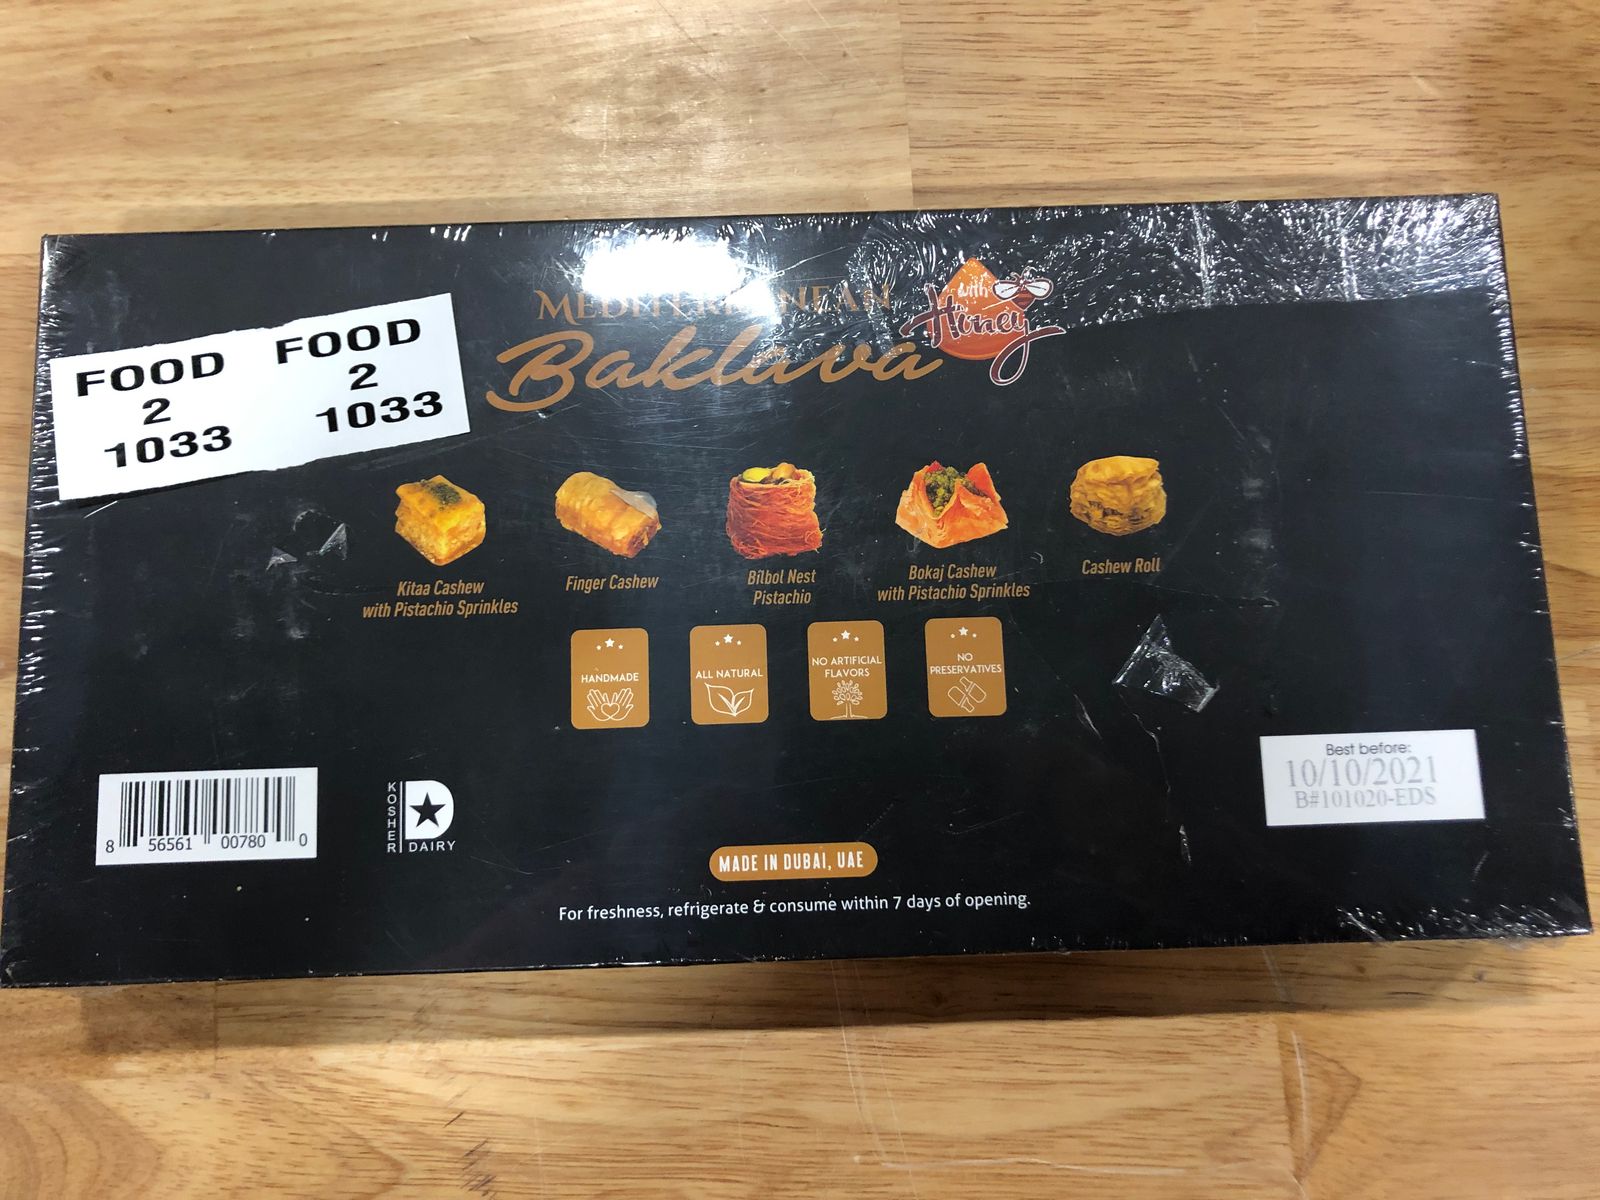 MEDITERRANEAN
Baklava
with
Honey
FOOD
2
1033
FOOD
2
1033
Kitaa Cashew
with Pistachio Sprinkles
Finger Cashew
Bilbol Nest
Pistachio
Bokaj Cashew
with Pistachio Sprinkles
Cashew Roll
HANDMADE
ALL NATURAL
NO ARTIFICIAL
FLAVORS
NO
PRESERVATIVES
Best before:
10/10/2021
B#101020-EDS
8 56561 00780 0
KOSHER
D
DAIRY
MADE IN DUBAI, UAE
For freshness, refrigerate & consume within 7 days of opening.